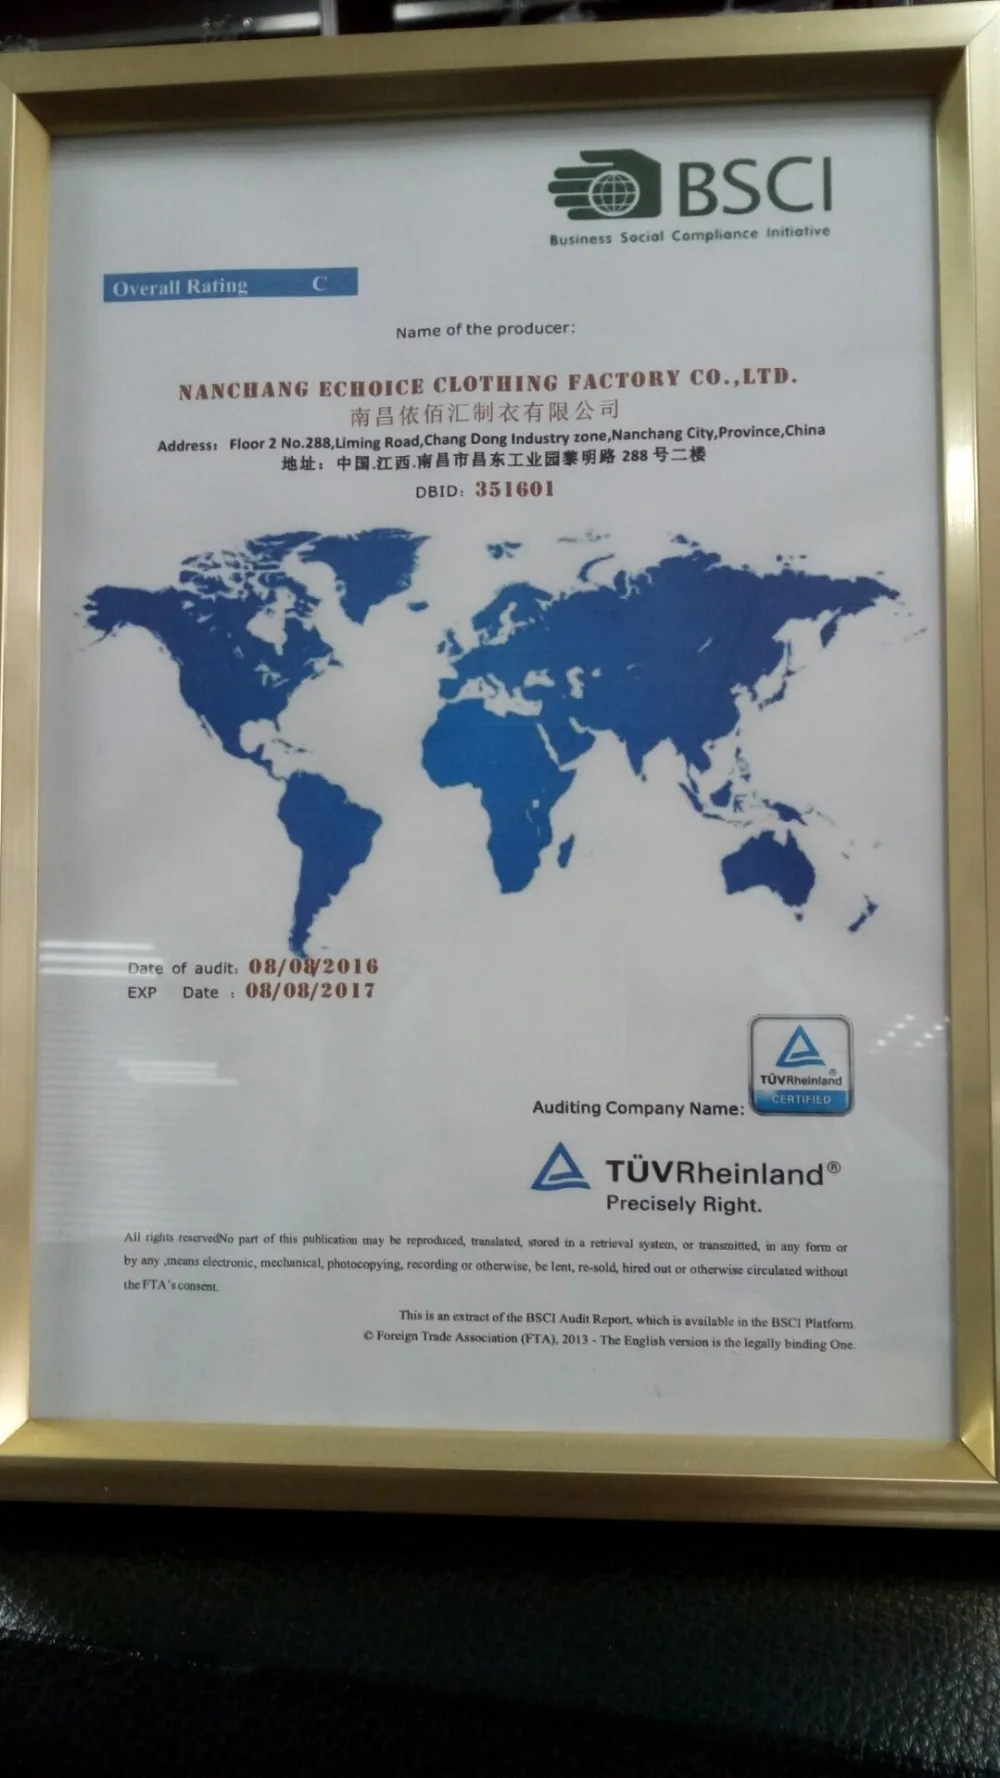 BSCI
Business Social Compliance Initiative
Overall Rating C
Name of the producer:
NANCHANG ECHOICE CLOTHING FACTORY CO.,LTD.
南昌依佰汇制衣有限公司
Address: Floor 2 No.288,Liming Road,Chang Dong Industry zone,Nanchang City,Province,China
地址：中国.江西.南昌市昌东工业园黎明路 288 号二楼
DBID: 351601
Date of audit: 08/08/2016
EXP Date : 08/08/2017
TÜVRheinland®
CERTIFIED
Auditing Company Name:
TÜVRheinland®
Precisely Right.
All rights reservedNo part of this publication may be reproduced, translated, stored in a retrieval system, or transmitted, in any form or
by any ,means electronic, mechanical, photocopying, recording or otherwise, be lent, re-sold, hired out or otherwise circulated without
the FTA's consent.
This is an extract of the BSCI Audit Report, which is available in the BSCI Platform.
© Foreign Trade Association (FTA), 2013 - The English version is the legally binding One.